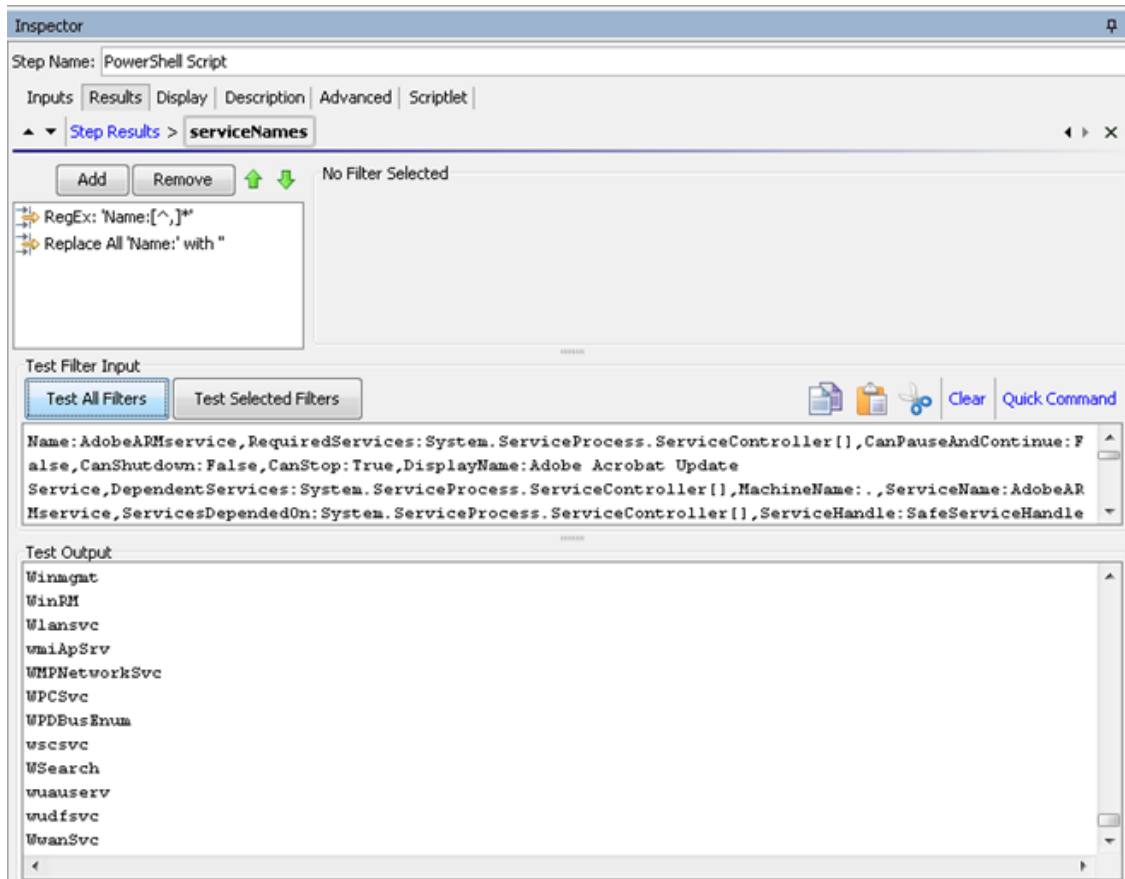 Inspector
Step Name: PowerShell Script
Inputs Results Display Description Advanced Scriptlet
Step Results > serviceNames
Add Remove
No Filter Selected
RegEx: 'Name:[^,]*'
Replace All 'Name:' with ''
Test Filter Input
Test All Filters Test Selected Filters Clear Quick Command
Name:AdobeARMservice,RequiredServices:System.ServiceProcess.ServiceController[],CanPauseAndContinue:F
alse,CanShutdown:False,CanStop:True,DisplayName:Adobe Acrobat Update
Service,DependentServices:System.ServiceProcess.ServiceController[],MachineName:.,ServiceName:AdobeAR
Mservice,ServicesDependedOn:System.ServiceProcess.ServiceController[],ServiceHandle:SafeServiceHandle
Test Output
Winmgmt
WinRM
Wlansvc
wmiApSrv
WMPNetworkSvc
WPCSvc
WPDBusEnum
wscsvc
WSearch
wuauserv
wudfsvc
WwanSvc